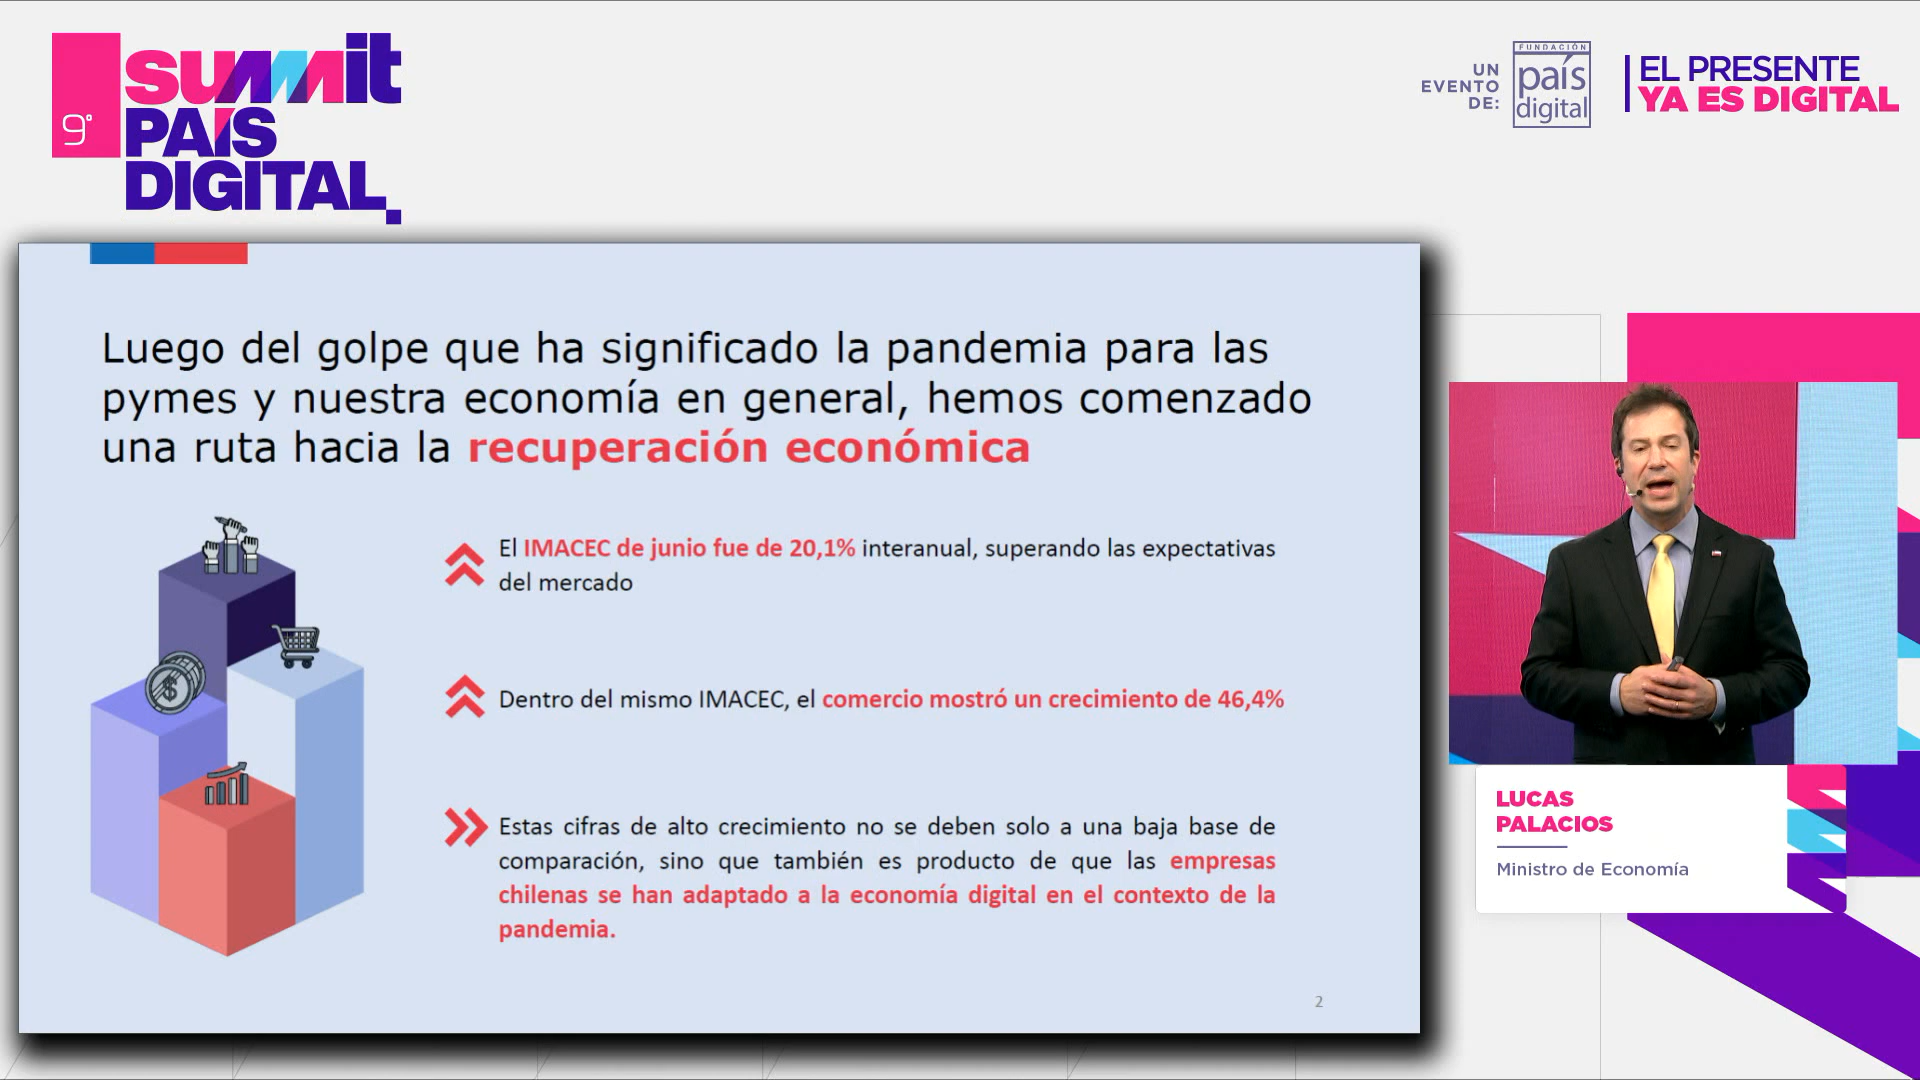 9°
summit
PAÍS
DIGITAL.
UN
EVENTO
DE:
FUNDACIÓN
país
digital
EL PRESENTE
YA ES DIGITAL
Luego del golpe que ha significado la pandemia para las
pymes y nuestra economía en general, hemos comenzado
una ruta hacia la recuperación económica
El IMACEC de junio fue de 20,1% interanual, superando las expectativas
del mercado
Dentro del mismo IMACEC, el comercio mostró un crecimiento de 46,4%
Estas cifras de alto crecimiento no se deben solo a una baja base de
comparación, sino que también es producto de que las empresas
chilenas se han adaptado a la economía digital en el contexto de la
pandemia.
2
LUCAS
PALACIOS
Ministro de Economía